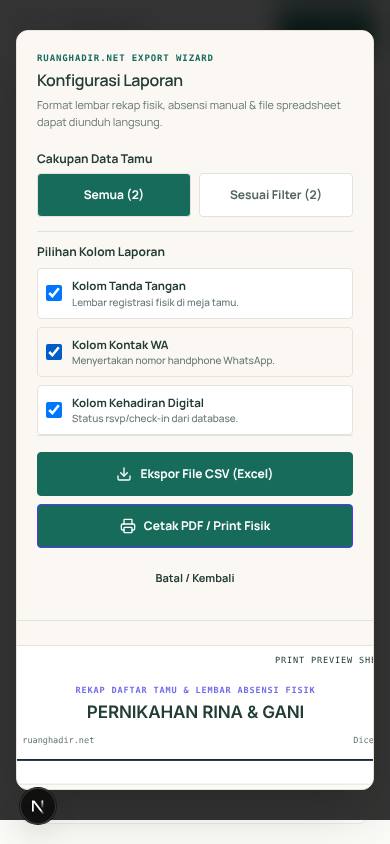 RUANGHADIR.NET EXPORT WIZARD
Konfigurasi Laporan
Format lembar rekap fisik, absensi manual & file spreadsheet
dapat diunduh langsung.
Cakupan Data Tamu
Semua (2)
Sesuai Filter (2)
Pilihan Kolom Laporan
Kolom Tanda Tangan
Lembar registrasi fisik di meja tamu.
Kolom Kontak WA
Menyertakan nomor handphone WhatsApp.
Kolom Kehadiran Digital
Status rsvp/check-in dari database.
Ekspor File CSV (Excel)
Cetak PDF / Print Fisik
Batal / Kembali
PRINT PREVIEW SHE
REKAP DAFTAR TAMU & LEMBAR ABSENSI FISIK
PERNIKAHAN RINA & GANI
ruanghadir.net
Dice
N